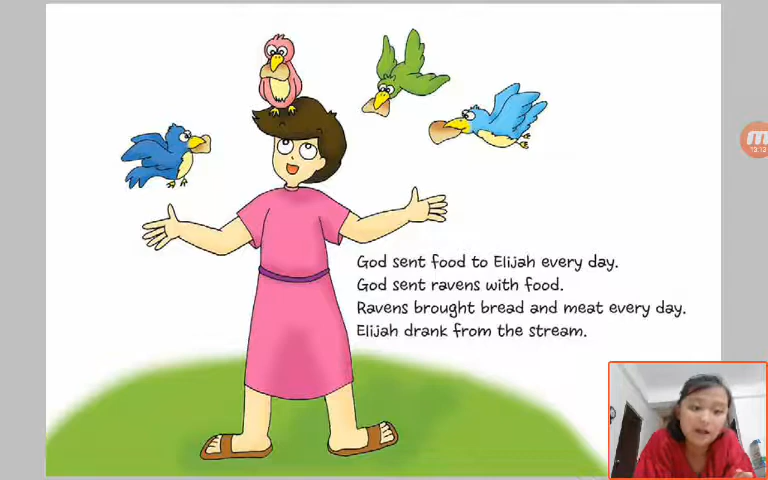 God sent food to Elijah every day.
God sent ravens with food.
Ravens brought bread and meat every day.
Elijah drank from the stream.